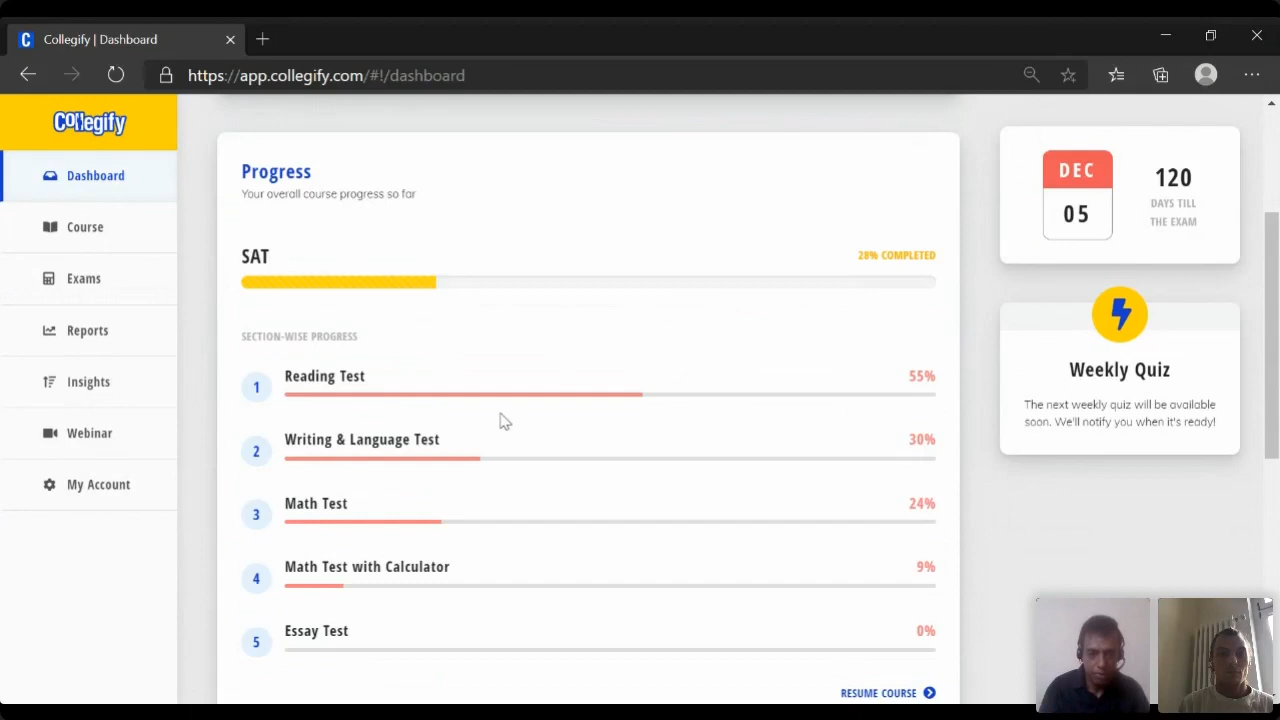 Collegify | Dashboard
https://app.collegify.com/#!/dashboard
Collegify
Dashboard
Course
Exams
Reports
Insights
Webinar
My Account
Progress
Your overall course progress so far
SAT
28% COMPLETED
SECTION-WISE PROGRESS
1 Reading Test 55%
2 Writing & Language Test 30%
3 Math Test 24%
4 Math Test with Calculator 9%
5 Essay Test 0%
RESUME COURSE
DEC
05
120
DAYS TILL
THE EXAM
Weekly Quiz
The next weekly quiz will be available
soon. We'll notify you when it's ready!